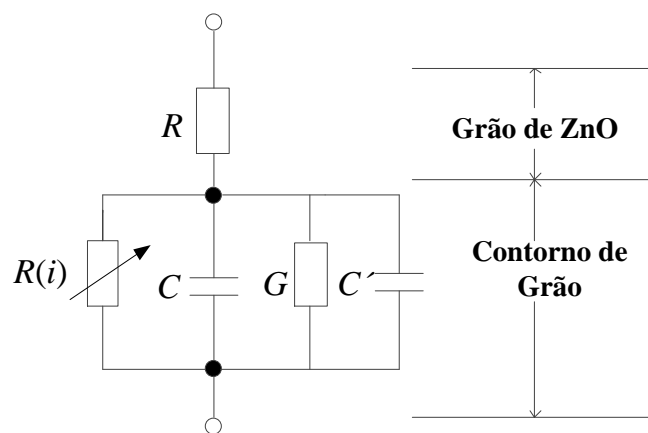 R
Grão de ZnO
R(i)
C
G
C´
Contorno de
Grão